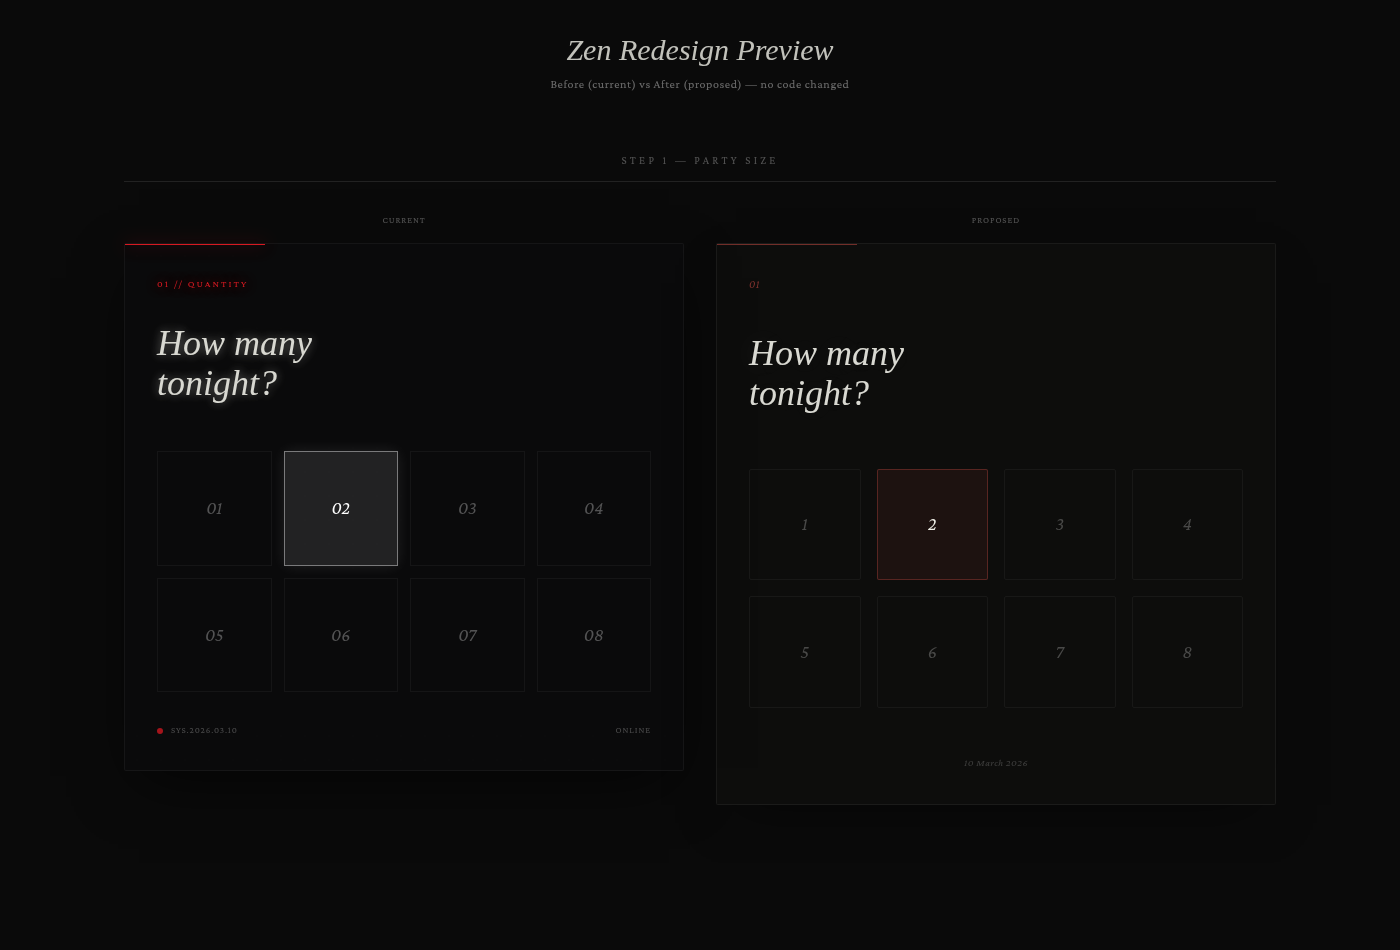 Zen Redesign Preview
Before (current) vs After (proposed) — no code changed
STEP 1 — PARTY SIZE
CURRENT
01 // QUANTITY
How many
tonight?
01 02 03 04
05 06 07 08
SYS.2026.03.10 ONLINE
PROPOSED
01
How many
tonight?
1 2 3 4
5 6 7 8
10 March 2026